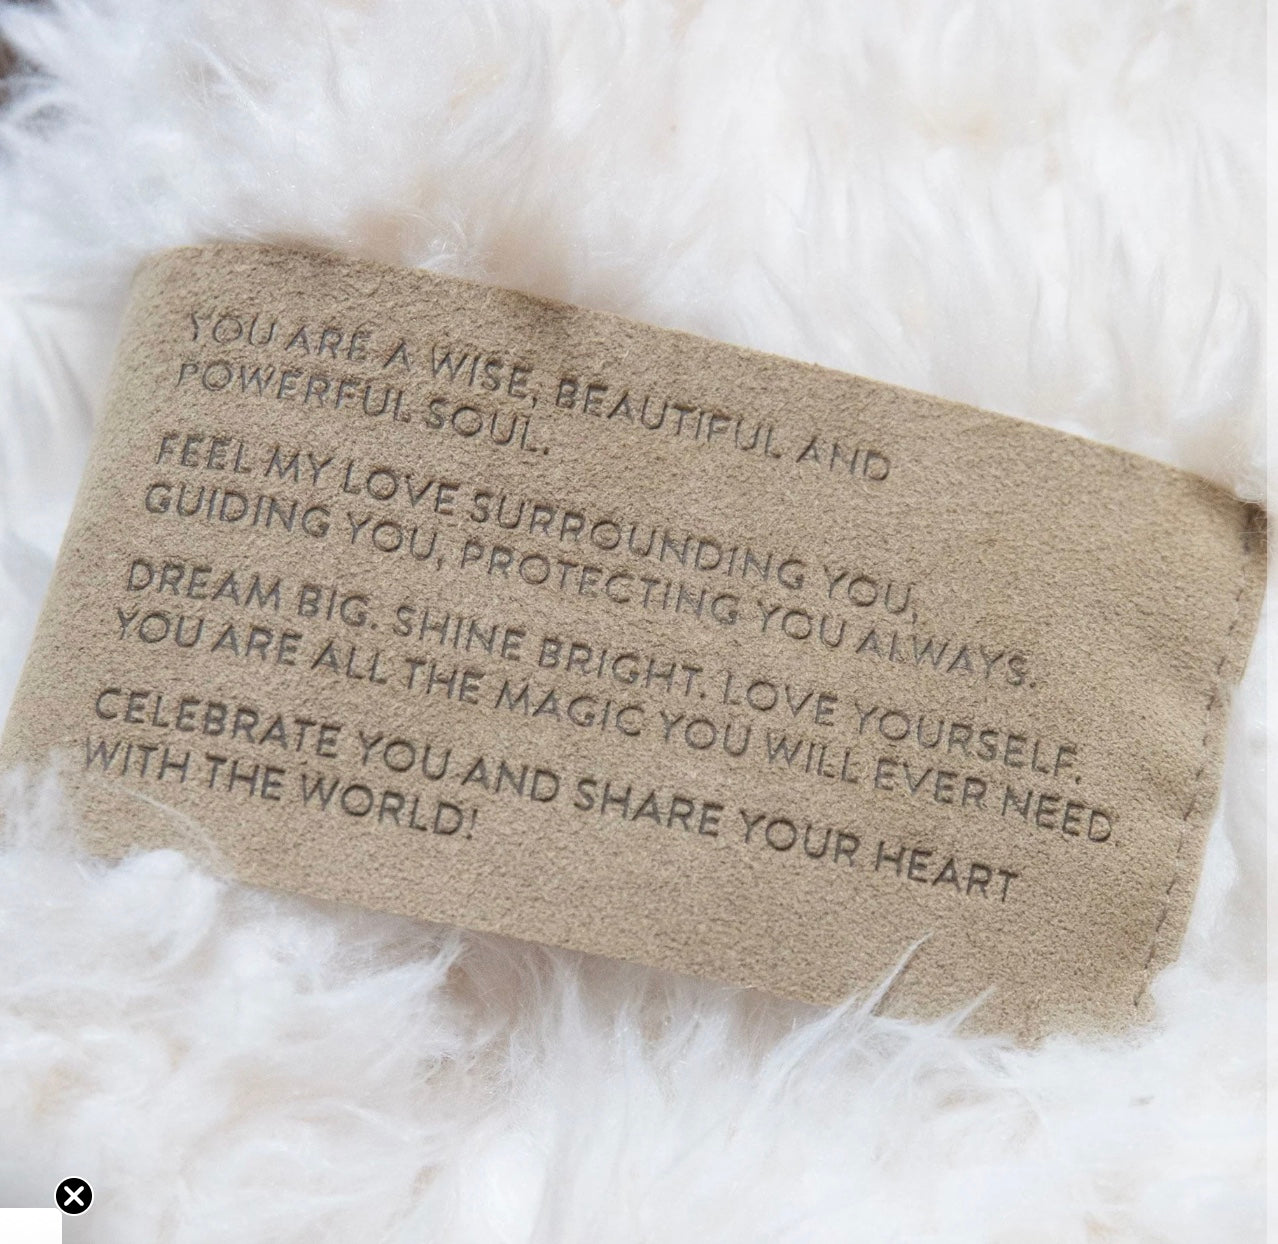 YOU ARE A WISE, BEAUTIFUL AND
POWERFUL SOUL.
FEEL MY LOVE SURROUNDING YOU,
GUIDING YOU, PROTECTING YOU ALWAYS.
DREAM BIG. SHINE BRIGHT. LOVE YOURSELF.
YOU ARE ALL THE MAGIC YOU WILL EVER NEED.
CELEBRATE YOU AND SHARE YOUR HEART
WITH THE WORLD!